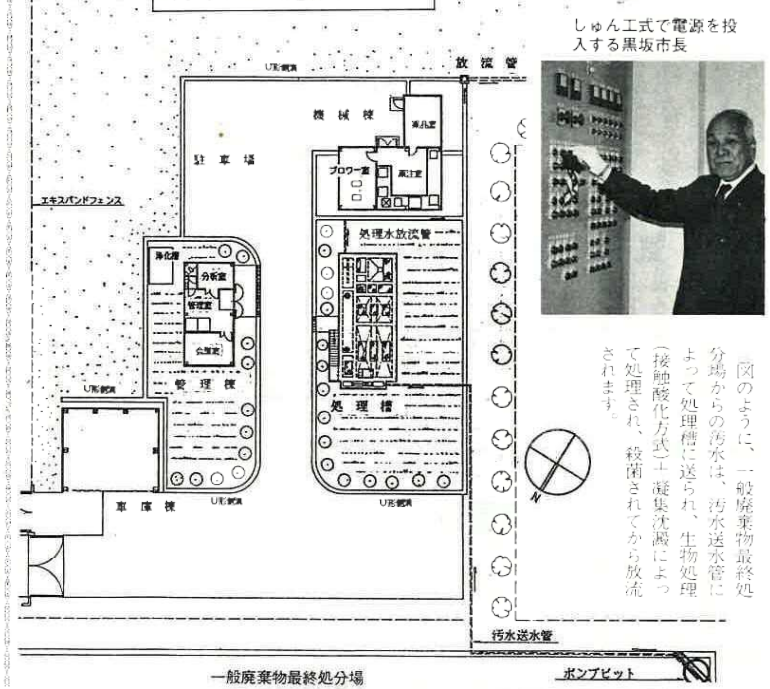 しゅん工式で電源を投
入する黒坂市長
放流管
U形側溝
機械棟
薬品室
駐車場
ブロワー室
薬注室
エキスパンドフェンス
処理水放流管
浄化槽
分析室
管理室
会議室
管理棟
処理槽
U形側溝
車庫棟
U形側溝
U形側溝
N
図のように、一般廃棄物最終処
分場からの汚水は、汚水送水管に
よって処理槽に送られ、生物処理
(接触酸化方式)+凝集沈澱によっ
て処理され、殺菌されてから放流
されます。
汚水送水管
一般廃棄物最終処分場
ポンプピット